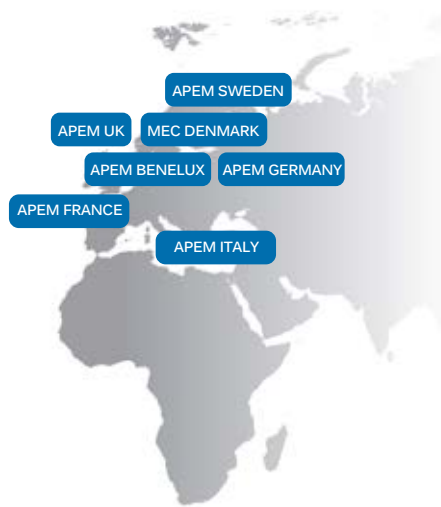 APEM SWEDEN
APEM UK
MEC DENMARK
APEM BENELUX
APEM GERMANY
APEM FRANCE
APEM ITALY